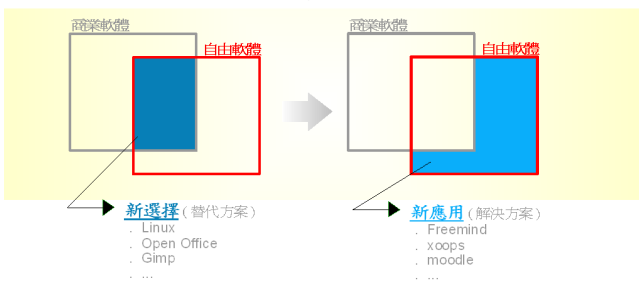 商業軟體
自由軟體
新選擇(替代方案)
. Linux
. Open Office
. Gimp
. ...
商業軟體
自由軟體
新應用(解決方案)
. Freemind
. xoops
. moodle
. ...